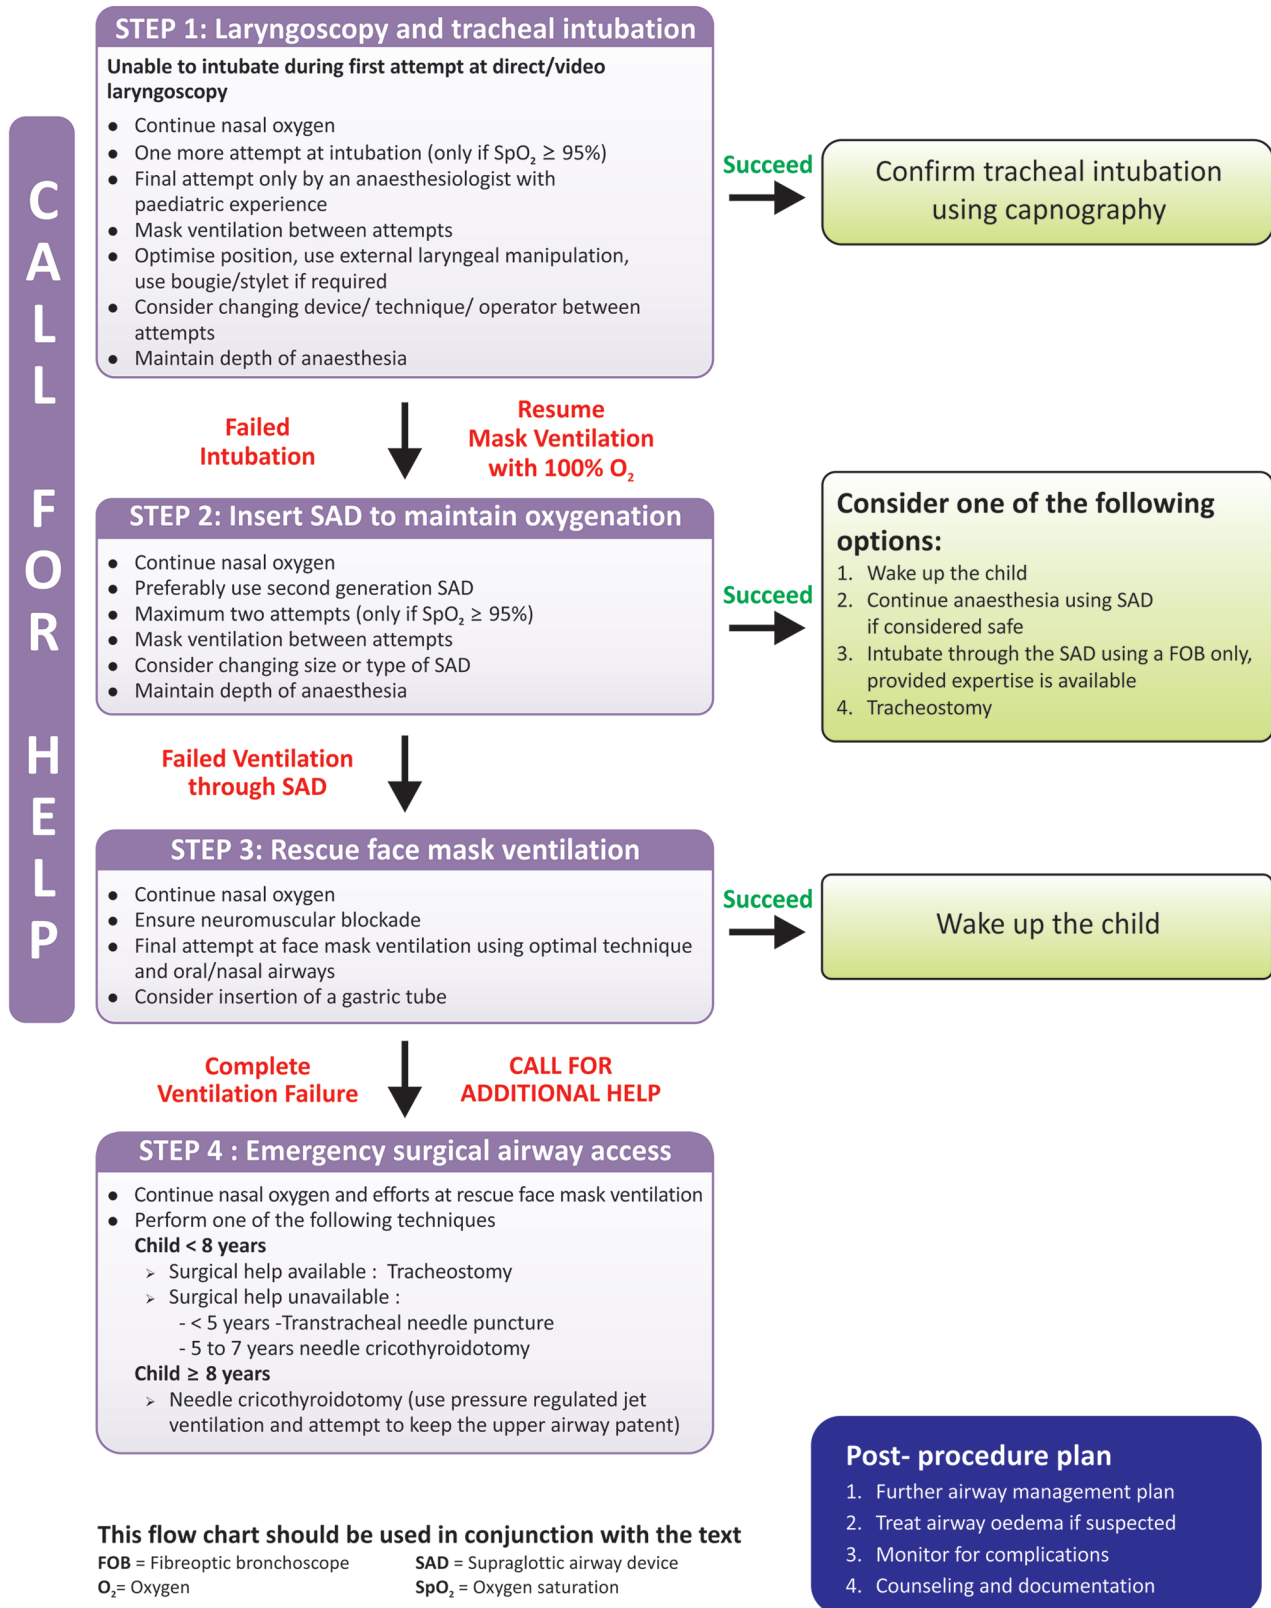 CALL FOR HELP
STEP 1: Laryngoscopy and tracheal intubation
Unable to intubate during first attempt at direct/video
laryngoscopy
● Continue nasal oxygen
● One more attempt at intubation (only if SpO₂ ≥ 95%)
● Final attempt only by an anaesthesiologist with
paediatric experience
● Mask ventilation between attempts
● Optimise position, use external laryngeal manipulation,
use bougie/stylet if required
● Consider changing device/ technique/ operator between
attempts
● Maintain depth of anaesthesia
Succeed
Confirm tracheal intubation
using capnography
Failed
Intubation
Resume
Mask Ventilation
with 100% O₂
STEP 2: Insert SAD to maintain oxygenation
● Continue nasal oxygen
● Preferably use second generation SAD
● Maximum two attempts (only if SpO₂ ≥ 95%)
● Mask ventilation between attempts
● Consider changing size or type of SAD
● Maintain depth of anaesthesia
Succeed
Consider one of the following
options:
1. Wake up the child
2. Continue anaesthesia using SAD
if considered safe
3. Intubate through the SAD using a FOB only,
provided expertise is available
4. Tracheostomy
Failed Ventilation
through SAD
STEP 3: Rescue face mask ventilation
● Continue nasal oxygen
● Ensure neuromuscular blockade
● Final attempt at face mask ventilation using optimal technique
and oral/nasal airways
● Consider insertion of a gastric tube
Succeed
Wake up the child
Complete
Ventilation Failure
CALL FOR
ADDITIONAL HELP
STEP 4 : Emergency surgical airway access
● Continue nasal oxygen and efforts at rescue face mask ventilation
● Perform one of the following techniques
Child < 8 years
➢ Surgical help available : Tracheostomy
➢ Surgical help unavailable :
- < 5 years -Transtracheal needle puncture
- 5 to 7 years needle cricothyroidotomy
Child ≥ 8 years
➢ Needle cricothyroidotomy (use pressure regulated jet
ventilation and attempt to keep the upper airway patent)
Post- procedure plan
1. Further airway management plan
2. Treat airway oedema if suspected
3. Monitor for complications
4. Counseling and documentation
This flow chart should be used in conjunction with the text
FOB = Fibreoptic bronchoscope
SAD = Supraglottic airway device
O₂= Oxygen
SpO₂ = Oxygen saturation